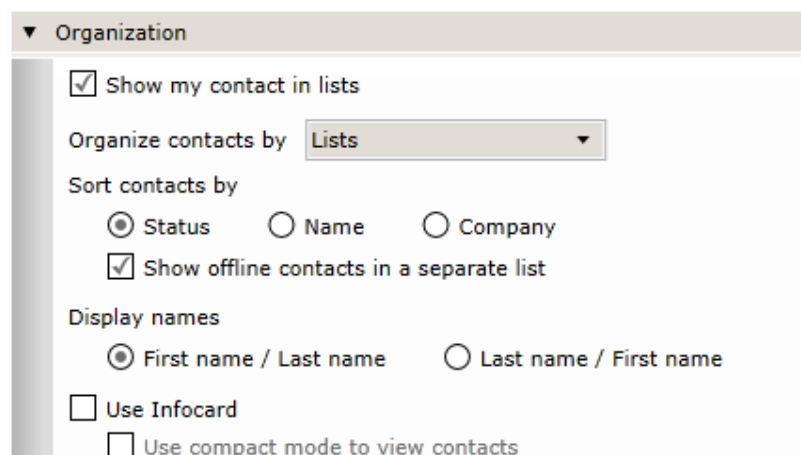 Organization
Show my contact in lists
Organize contacts by Lists
Sort contacts by
Status Name Company
Show offline contacts in a separate list
Display names
First name / Last name Last name / First name
Use Infocard
Use compact mode to view contacts